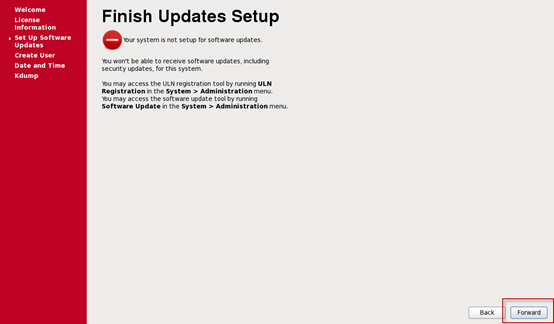 Welcome
License
Information
Set Up Software
Updates
Create User
Date and Time
Kdump
Finish Updates Setup
Your system is not setup for software updates.
You won't be able to receive software updates, including
security updates, for this system.
You may access the ULN registration tool by running ULN
Registration in the System > Administration menu.
You may access the software update tool by running
Software Update in the System > Administration menu.
Back
Forward